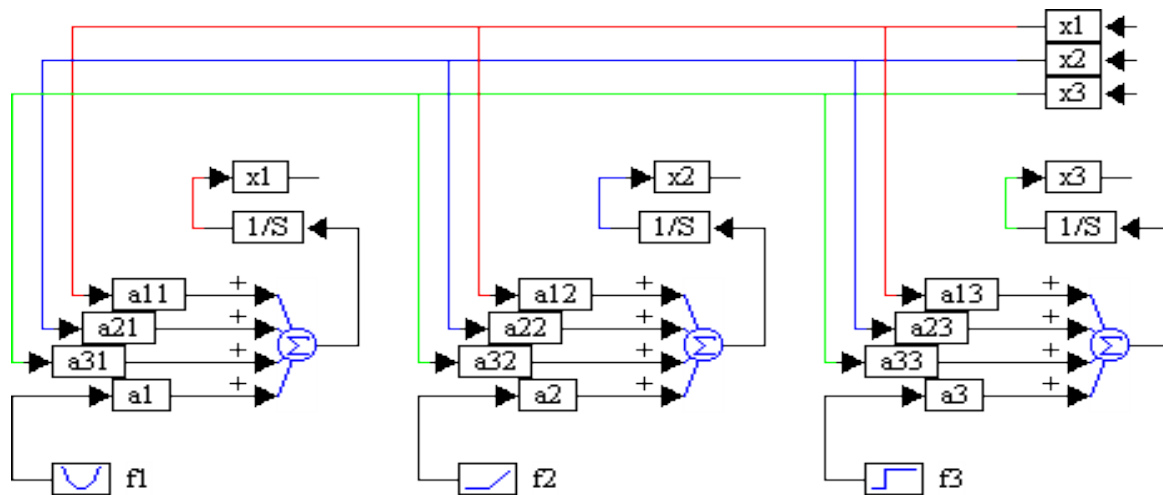 x1
x2
x3
x1 x2 x3
1/S 1/S 1/S
a11 + a12 + a13 +
a21 + a22 + a23 +
a31 + a32 + a33 +
a1 + a2 + a3 +
Σ Σ Σ
f1 f2 f3